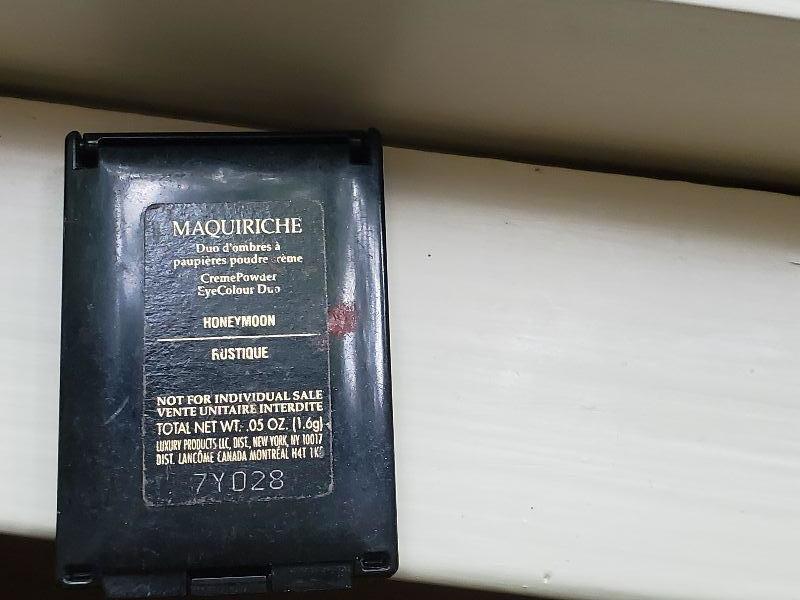 MAQUIRICHE
Duo d'ombres à
paupières poudre crème
CremePowder
EyeColour Duo
HONEYMOON
RUSTIQUE
NOT FOR INDIVIDUAL SALE
VENTE UNITAIRE INTERDITE
TOTAL NET WT. .05 OZ. (1.6g)
LUXURY PRODUCTS LLC, DIST., NEW YORK, NY 10017
DIST. LANCÔME CANADA MONTRÉAL H4T
7Y028